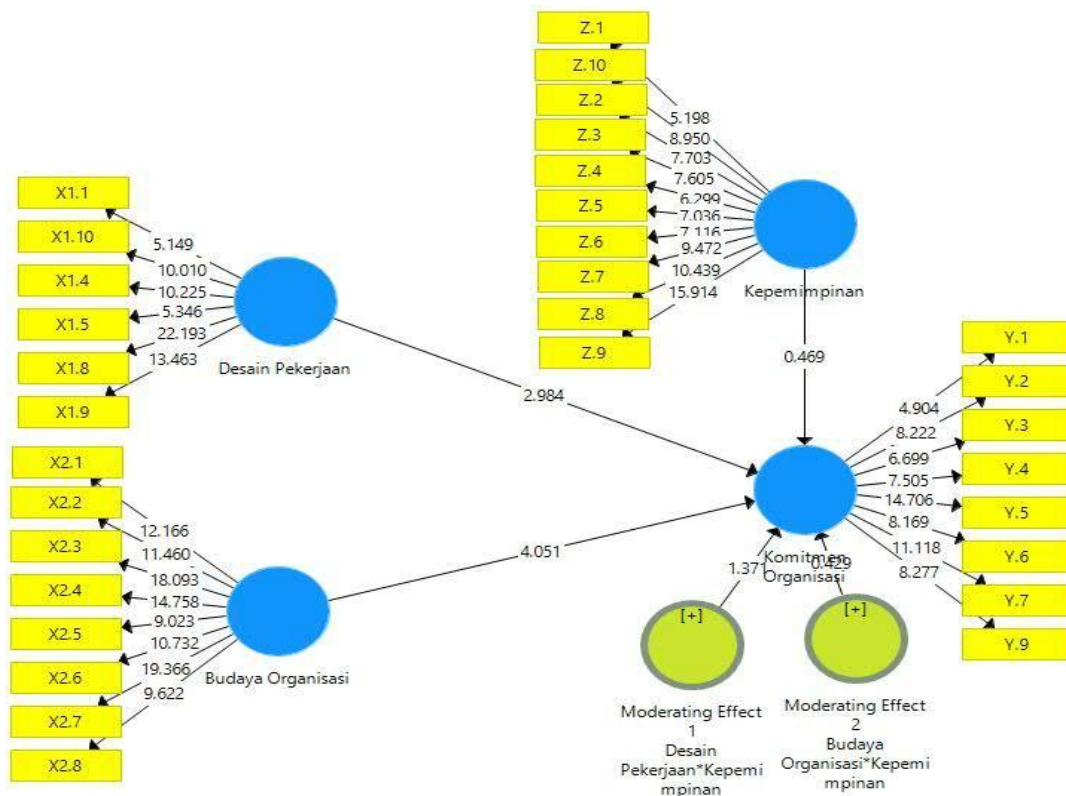 Z.1
Z.10
Z.2
Z.3
Z.4
Z.5
Z.6
Z.7
Z.8
Z.9
5.198
8.950
7.703
7.605
6.299
7.036
7.116
9.472
10.439
15.914
Kepemimpinan
X1.1
X1.10
X1.4
X1.5
X1.8
X1.9
5.149
10.010
10.225
5.346
22.193
13.463
Desain Pekerjaan
2.984
0.469
X2.1
X2.2
X2.3
X2.4
X2.5
X2.6
X2.7
X2.8
12.166
11.460
18.093
14.758
9.023
10.732
19.366
9.622
Budaya Organisasi
4.051
Y.1
Y.2
Y.3
Y.4
Y.5
Y.6
Y.7
Y.9
4.904
8.222
6.699
7.505
14.706
8.169
11.118
8.277
Komitmen
Organisasi
1.371
0.429
[+]
Moderating Effect
1
Desain
Pekerjaan*Kepemi
mpinan
[+]
Moderating Effect
2
Budaya
Organisasi*Kepemi
mpinan